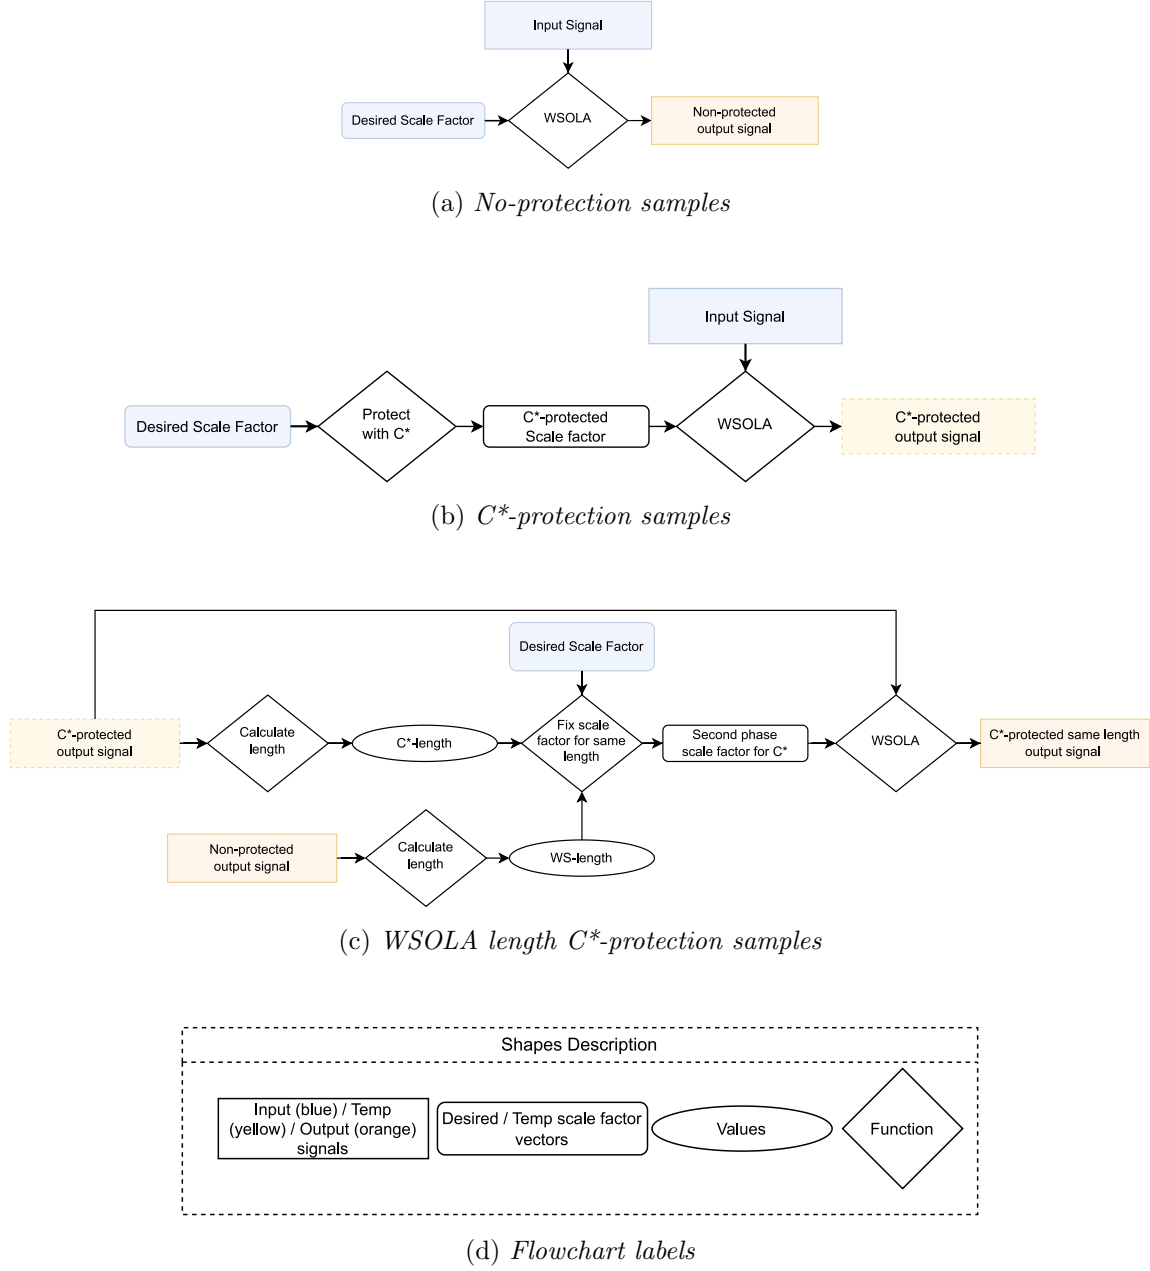 Input Signal
Desired Scale Factor
WSOLA
Non-protected
output signal
(a) No-protection samples
Input Signal
Desired Scale Factor
Protect
with C*
C*-protected
Scale factor
WSOLA
C*-protected
output signal
(b) C*-protection samples
Desired Scale Factor
C*-protected
output signal
Calculate
length
C*-length
Fix scale
factor for same
length
Second phase
scale factor for C*
WSOLA
C*-protected same length
output signal
Non-protected
output signal
Calculate
length
WS-length
(c) WSOLA length C*-protection samples
Shapes Description
Input (blue) / Temp
(yellow) / Output (orange)
signals
Desired / Temp scale factor
vectors
Values
Function
(d) Flowchart labels